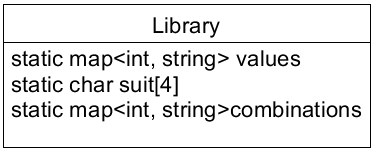 Library
static map<int, string> values
static char suit[4]
static map<int, string>combinations